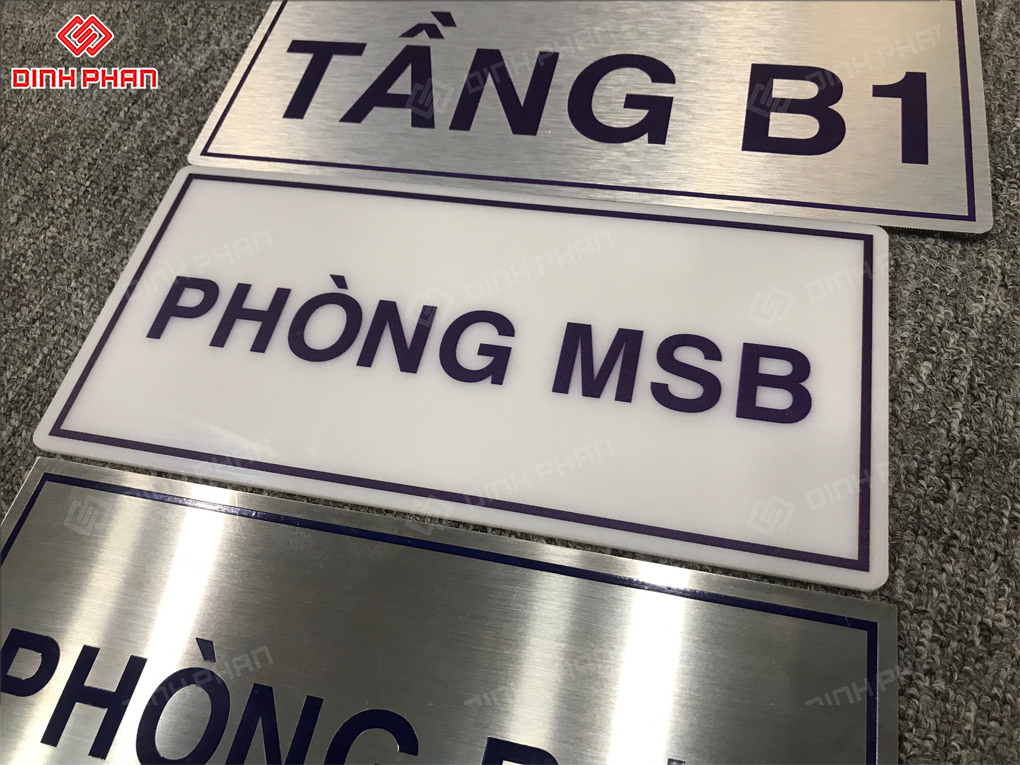 DINH PHAN
TẦNG B1
PHÒNG MSB
PHÒNG